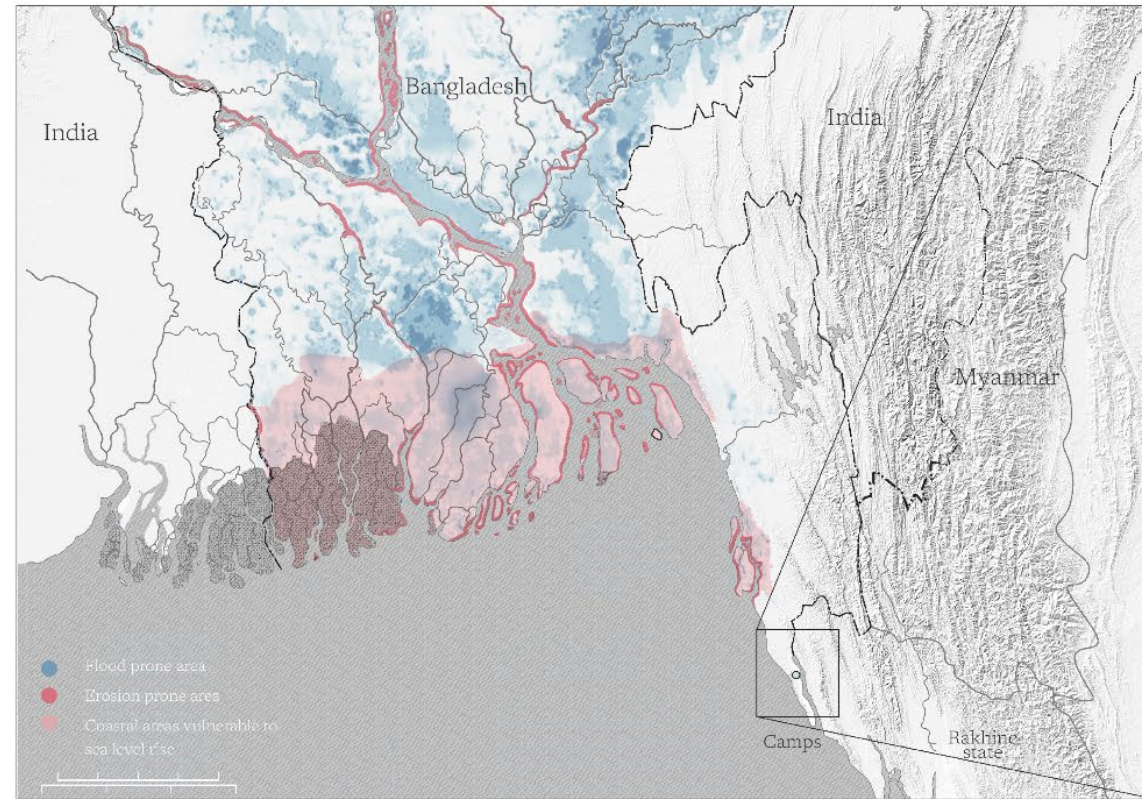 Bangladesh
India
India
Myanmar
Flood prone area
Erosion prone area
Coastal areas vulnerable to
sea level rise
Camps
Rakhine
state